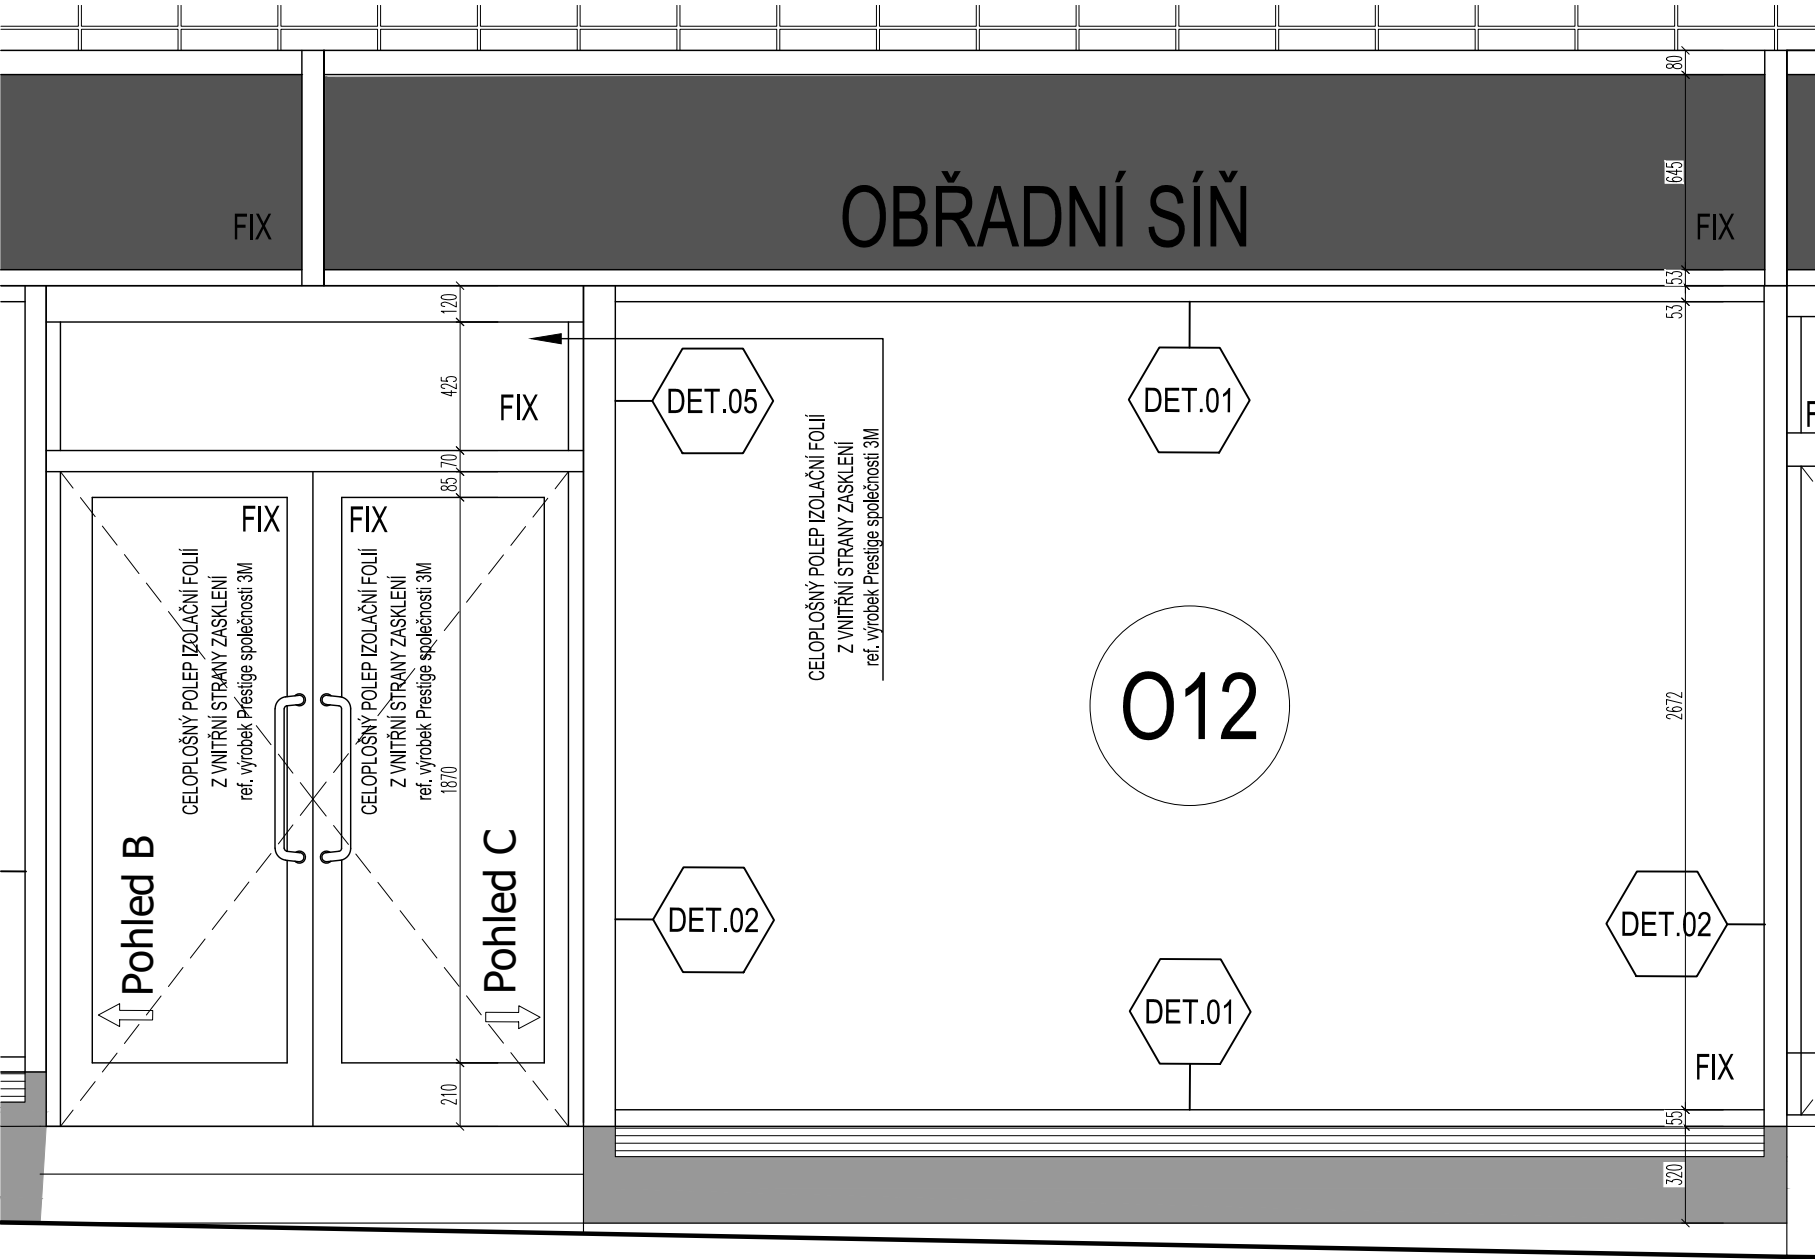 80
645
OBŘADNÍ SÍŇ
FIX
FIX
53
53
120
425
FIX
70
85
DET.05
DET.01
CELOPLOŠNÝ POLEP IZOLAČNÍ FOLIÍ
Z VNITŘNÍ STRANY ZASKLENÍ
ref. výrobek Prestige společnosti 3M
FIX
FIX
CELOPLOŠNÝ POLEP IZOLAČNÍ FOLIÍ
Z VNITŘNÍ STRANY ZASKLENÍ
ref. výrobek Prestige společnosti 3M
CELOPLOŠNÝ POLEP IZOLAČNÍ FOLIÍ
Z VNITŘNÍ STRANY ZASKLENÍ
ref. výrobek Prestige společnosti 3M
1870
O12
2672
Pohled B
Pohled C
DET.02
DET.02
DET.01
FIX
210
55
320